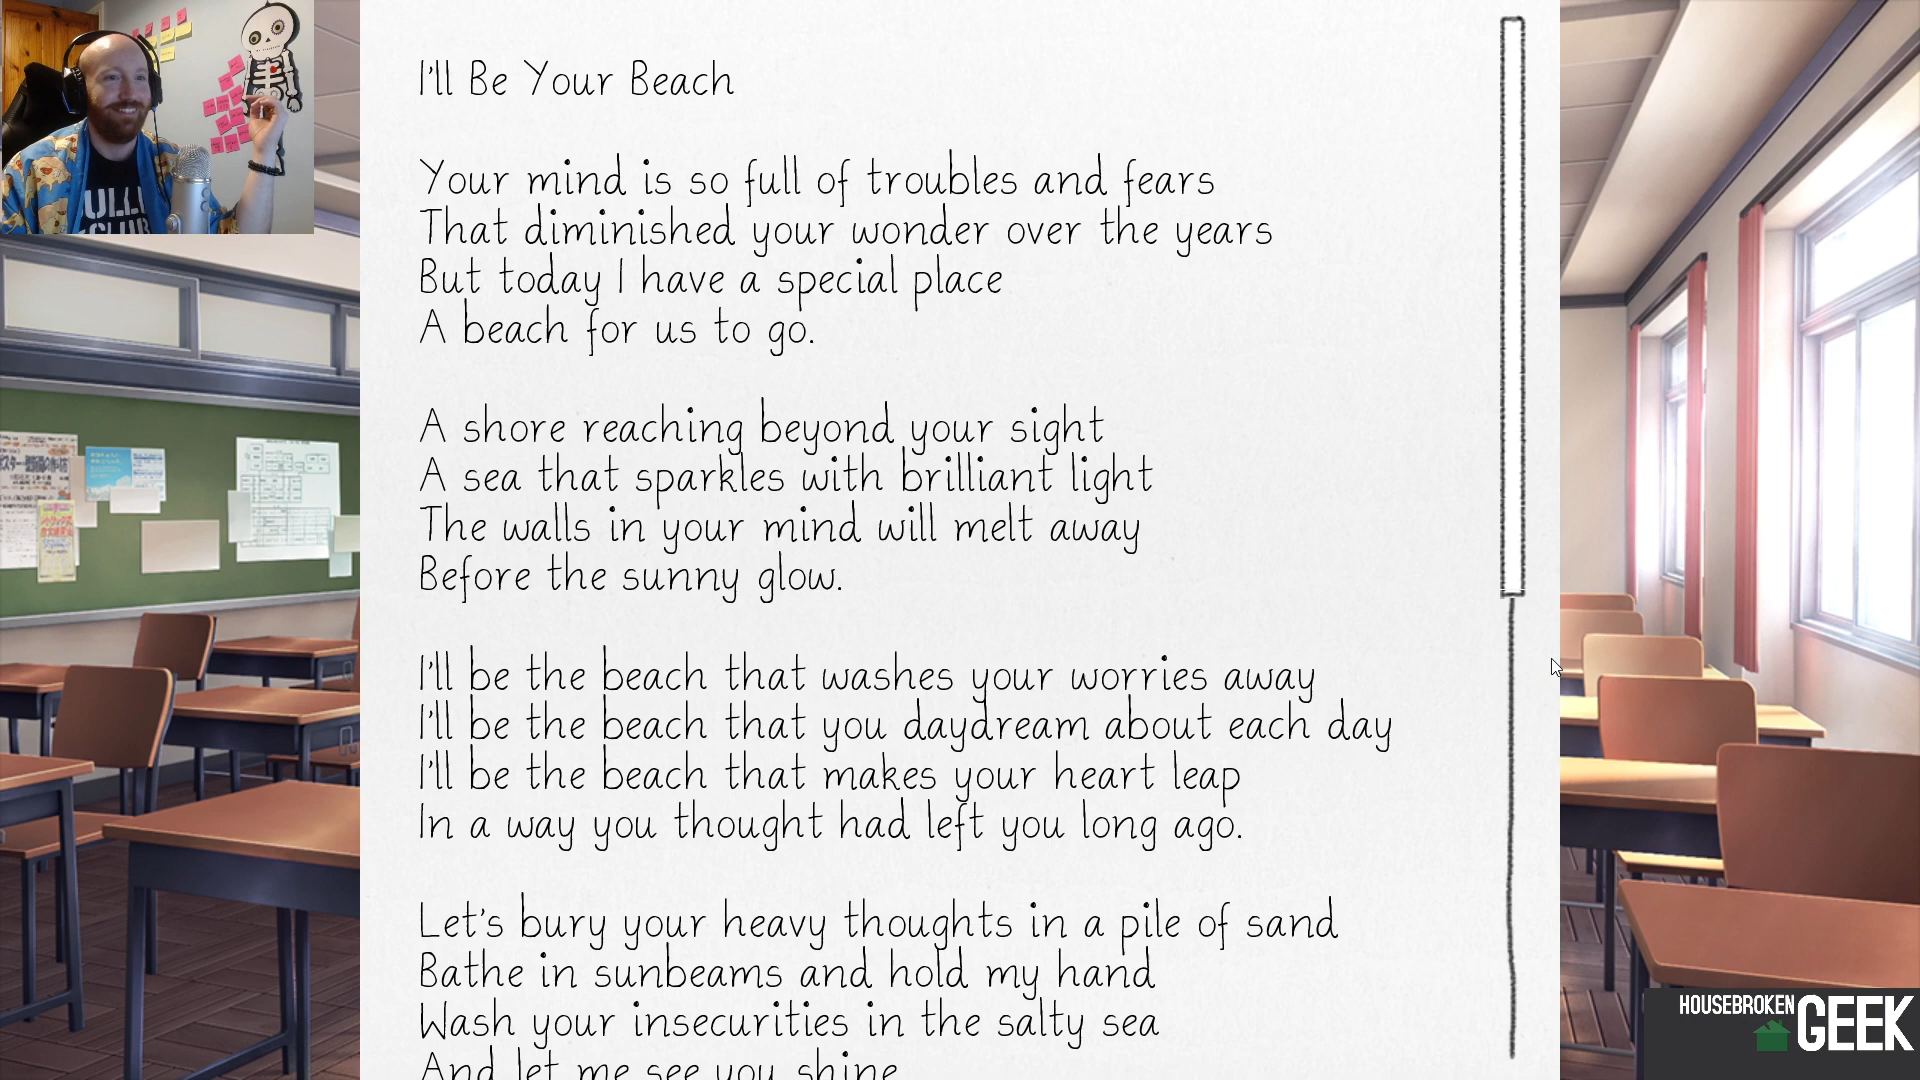 I'll Be Your Beach
Your mind is so full of troubles and fears
That diminished your wonder over the years
But today I have a special place
A beach for us to go.
A shore reaching beyond your sight
A sea that sparkles with brilliant light
The walls in your mind will melt away
Before the sunny glow.
I'll be the beach that washes your worries away
I'll be the beach that you daydream about each day
I'll be the beach that makes your heart leap
In a way you thought had left you long ago.
Let's bury your heavy thoughts in a pile of sand
Bathe in sunbeams and hold my hand
Wash your insecurities in the salty sea
And let me see you shine
HOUSEBROKEN
GEEK